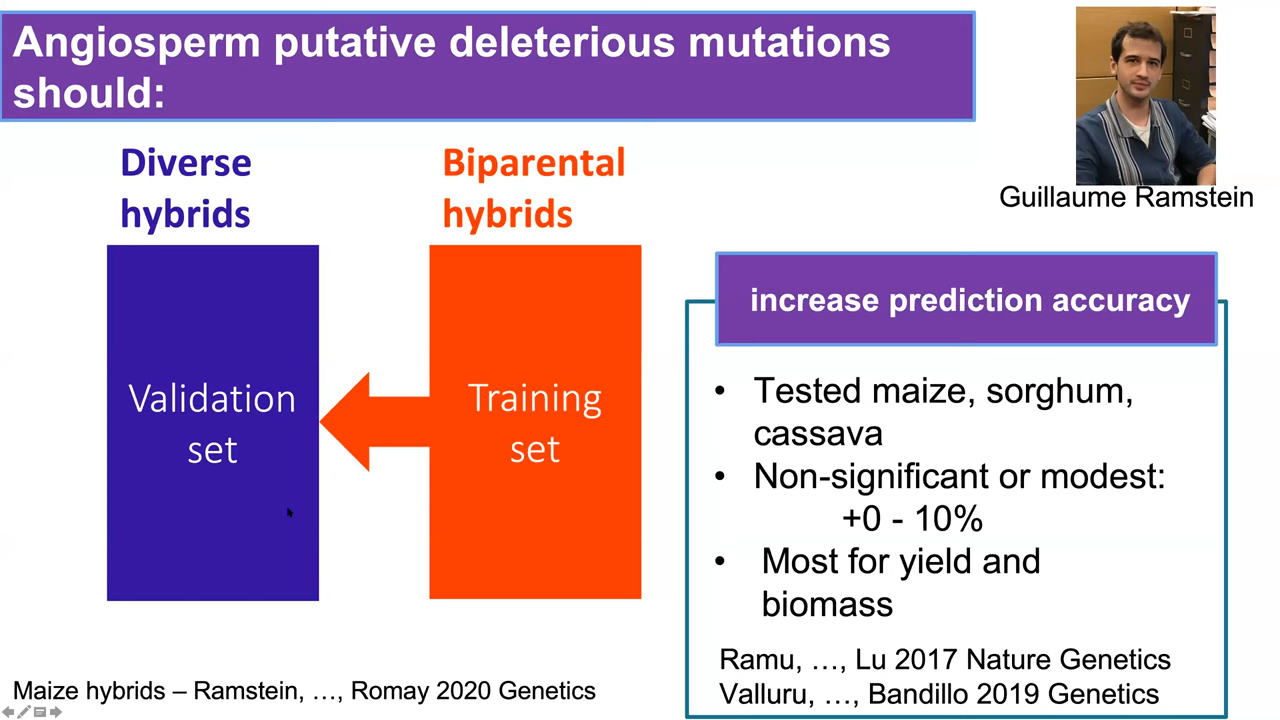 Angiosperm putative deleterious mutations
should:
Diverse
hybrids
Biparental
hybrids
Validation
set
Training
set
Guillaume Ramstein
increase prediction accuracy
• Tested maize, sorghum,
cassava
• Non-significant or modest:
+0 - 10%
• Most for yield and
biomass
Ramu, …, Lu 2017 Nature Genetics
Valluru, …, Bandillo 2019 Genetics
Maize hybrids – Ramstein, …, Romay 2020 Genetics